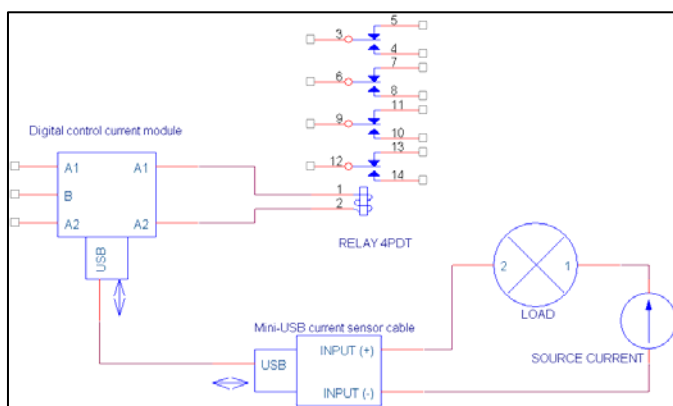 5
3
4
7
6
8
11
9
10
13
12
14
Digital control current module
A1 A1
B
A2 A2
USB
1
2
RELAY 4PDT
2 1
LOAD
SOURCE CURRENT
Mini-USB current sensor cable
USB
INPUT (+)
INPUT (-)